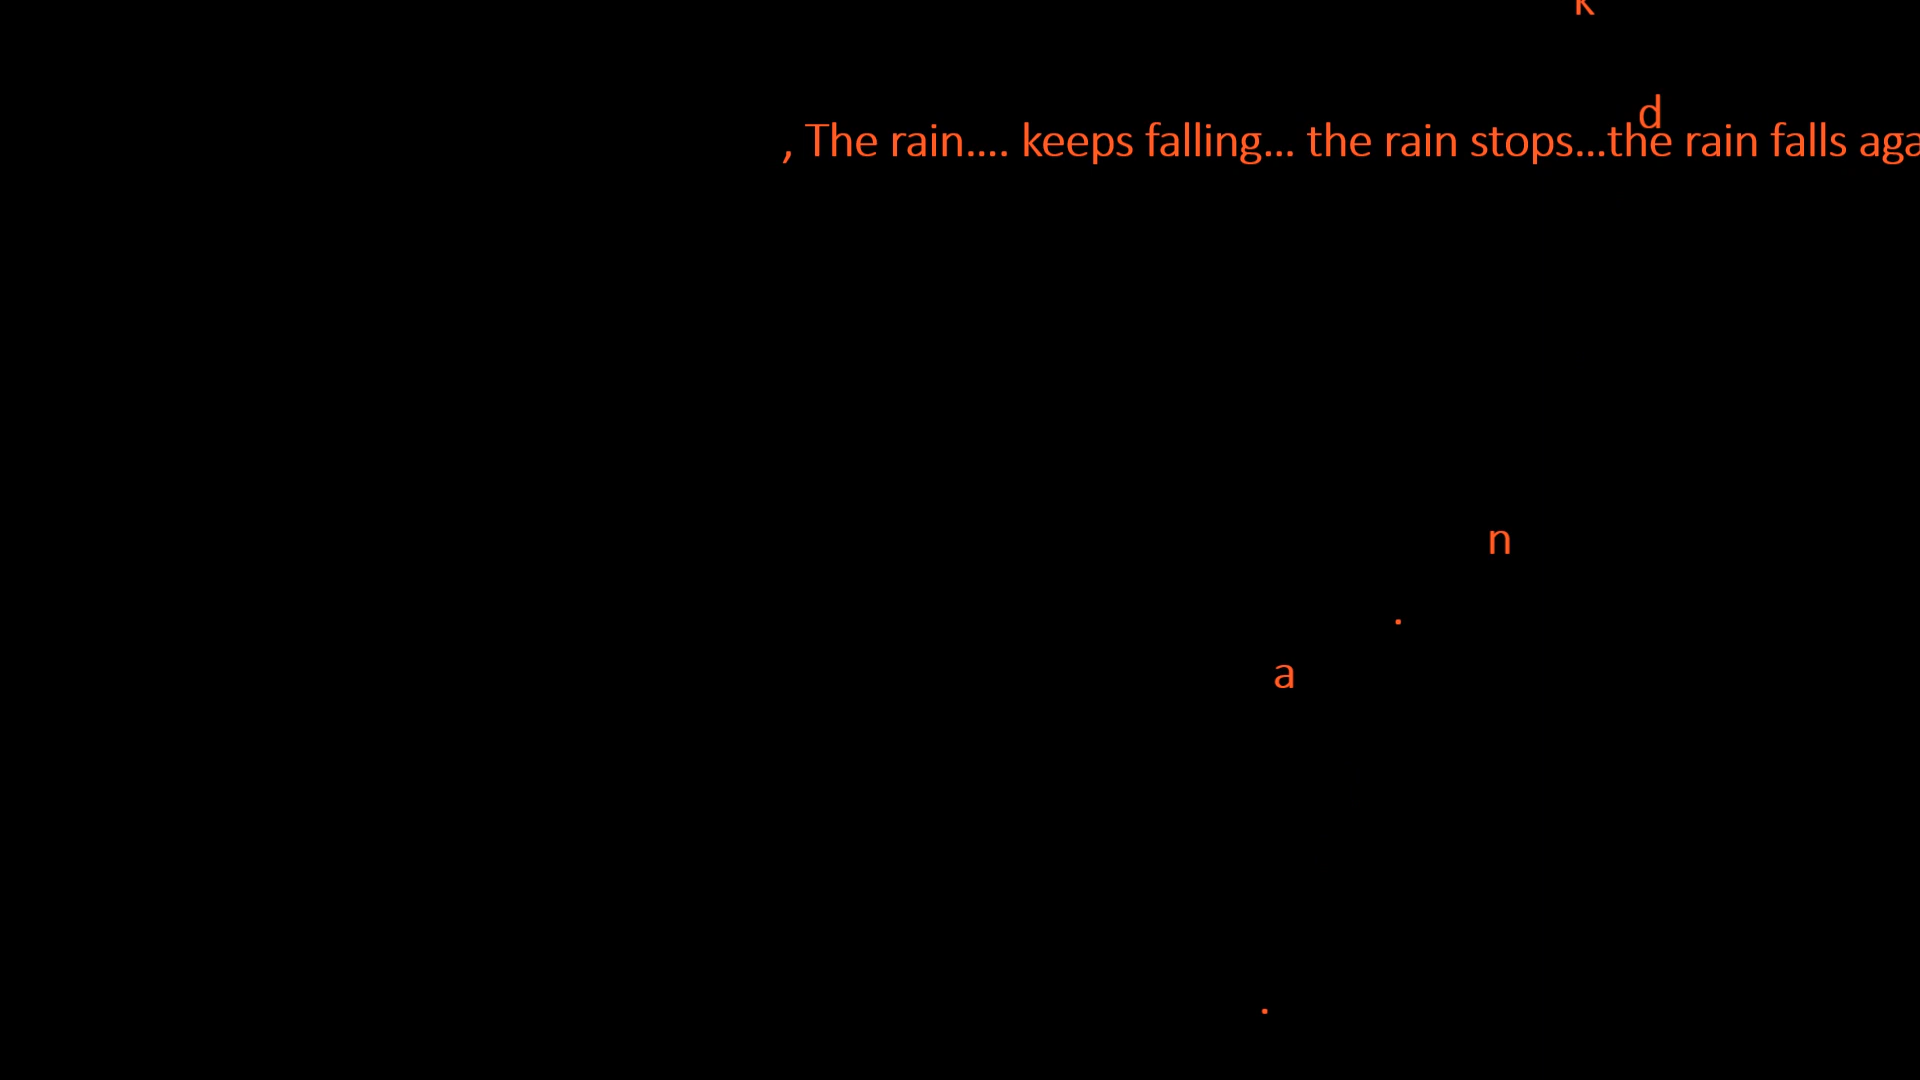 k
d
, The rain.... keeps falling... the rain stops...the rain falls aga
n
.
a
.